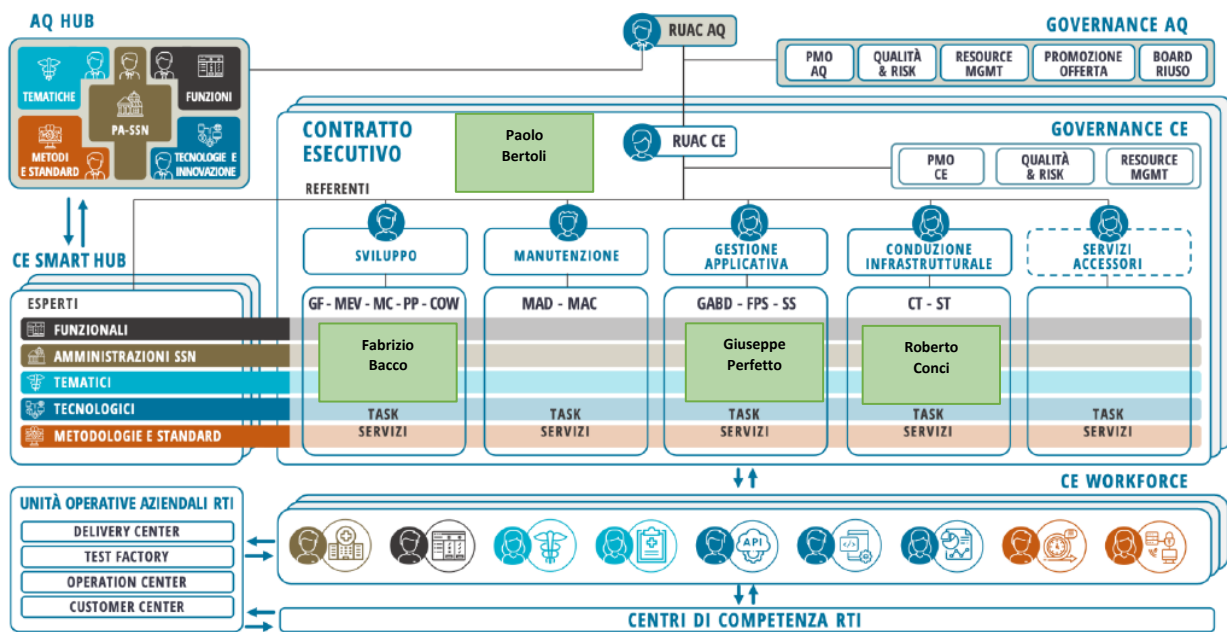 AQ HUB
TEMATICHE
FUNZIONI
PA-SSN
METODI
E STANDARD
TECNOLOGIE E
INNOVAZIONE
RUAC AQ
GOVERNANCE AQ
PMO
AQ
QUALITÀ
& RISK
RESOURCE
MGMT
PROMOZIONE
OFFERTA
BOARD
RIUSO
CONTRATTO
ESECUTIVO
Paolo
Bertoli
RUAC CE
GOVERNANCE CE
PMO
CE
QUALITÀ
& RISK
RESOURCE
MGMT
REFERENTI
SVILUPPO
MANUTENZIONE
GESTIONE
APPLICATIVA
CONDUZIONE
INFRASTRUTTURALE
SERVIZI
ACCESSORI
CE SMART HUB
ESPERTI
FUNZIONALI
AMMINISTRAZIONI SSN
TEMATICI
TECNOLOGICI
METODOLOGIE E STANDARD
GF - MEV - MC - PP - COW
Fabrizio
Bacco
TASK
SERVIZI
MAD - MAC
TASK
SERVIZI
GABD - FPS - SS
Giuseppe
Perfetto
TASK
SERVIZI
CT - ST
Roberto
Conci
TASK
SERVIZI
TASK
SERVIZI
UNITÀ OPERATIVE AZIENDALI RTI
DELIVERY CENTER
TEST FACTORY
OPERATION CENTER
CUSTOMER CENTER
CE WORKFORCE
API
CENTRI DI COMPETENZA RTI